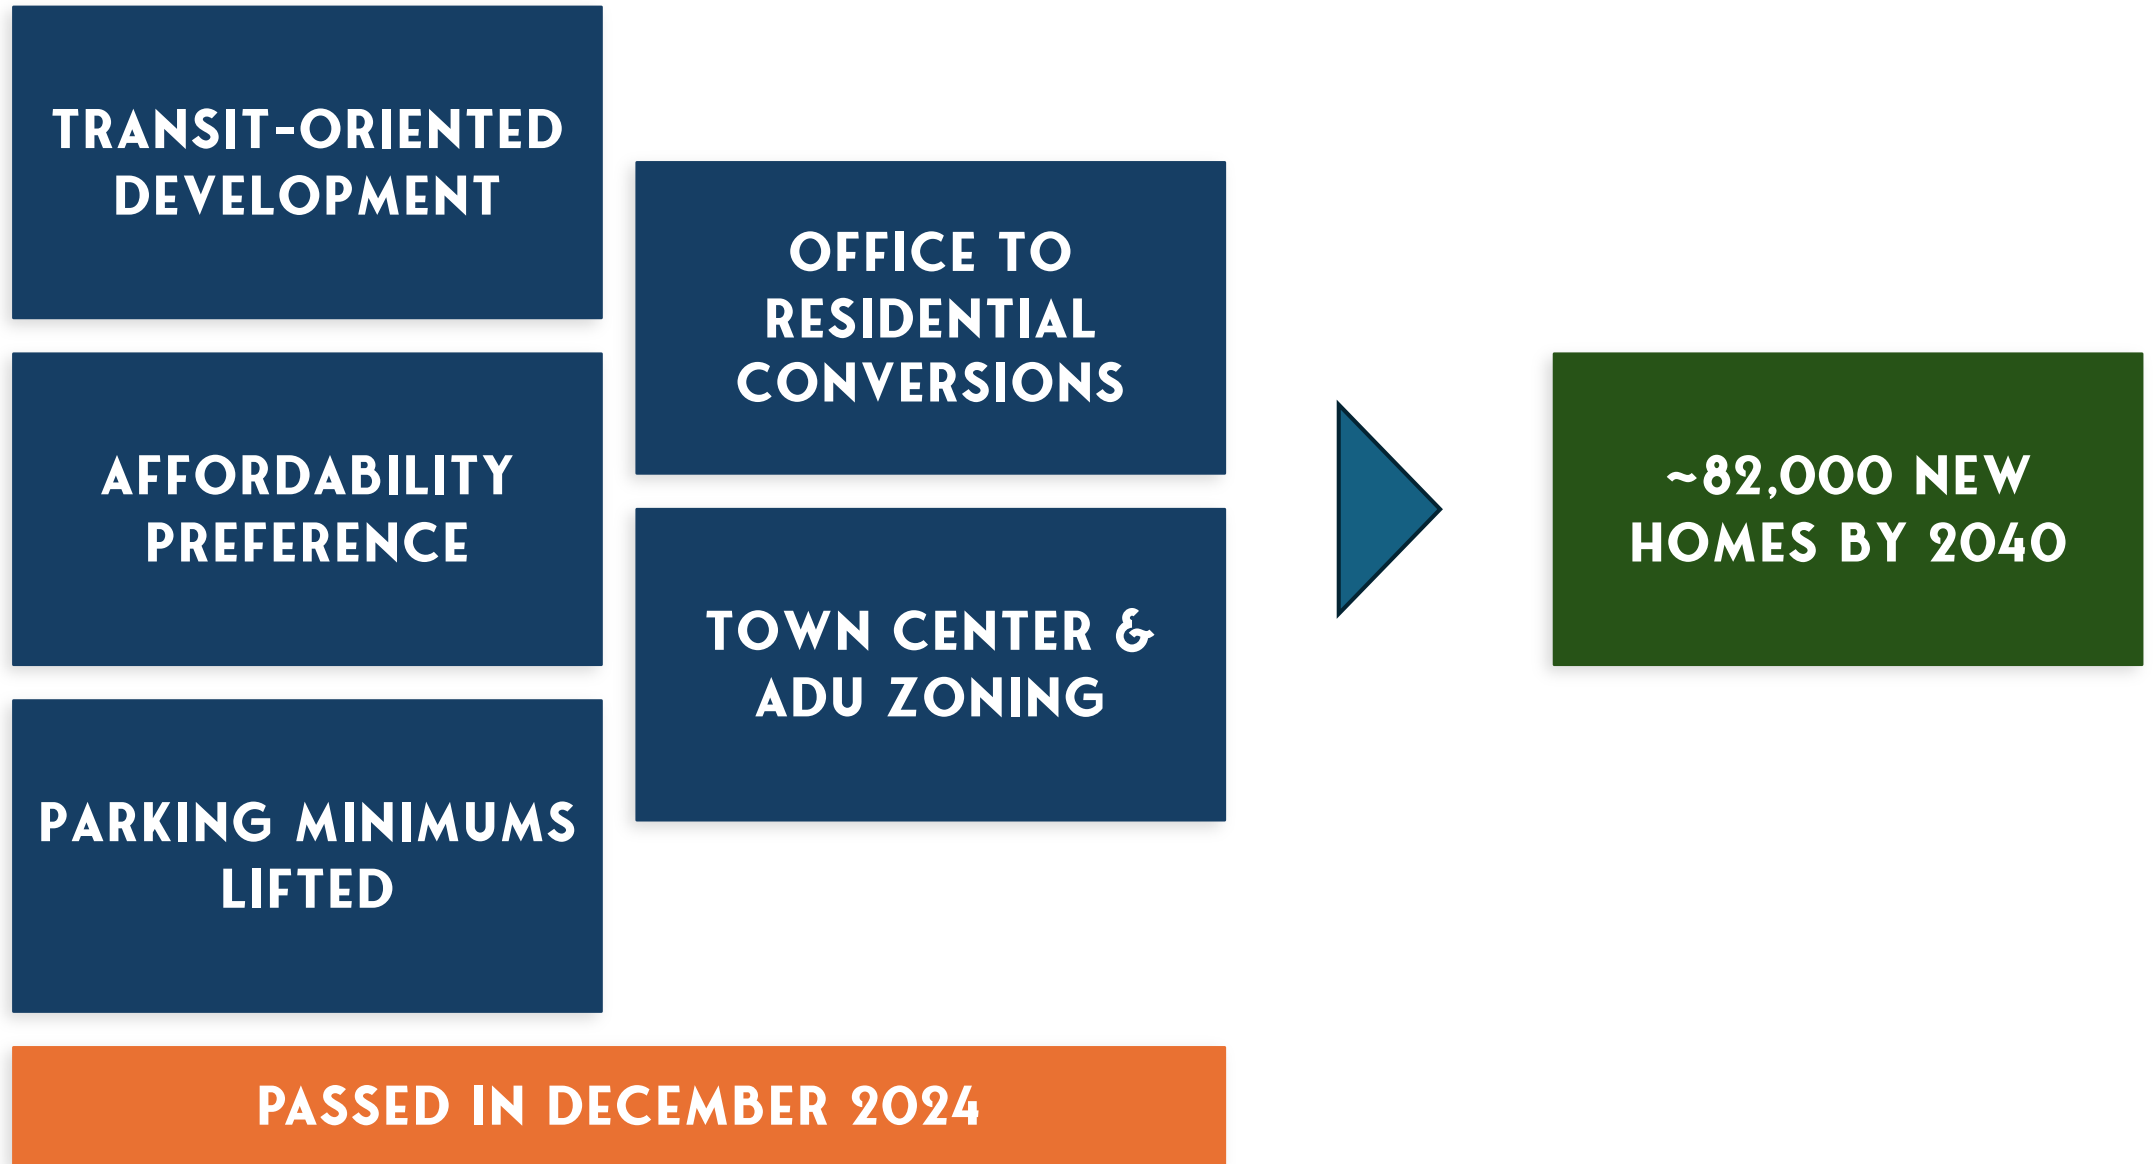 TRANSIT-ORIENTED
DEVELOPMENT
AFFORDABILITY
PREFERENCE
PARKING MINIMUMS
LIFTED
OFFICE TO
RESIDENTIAL
CONVERSIONS
TOWN CENTER &
ADU ZONING
PASSED IN DECEMBER 2024
~82,000 NEW
HOMES BY 2040